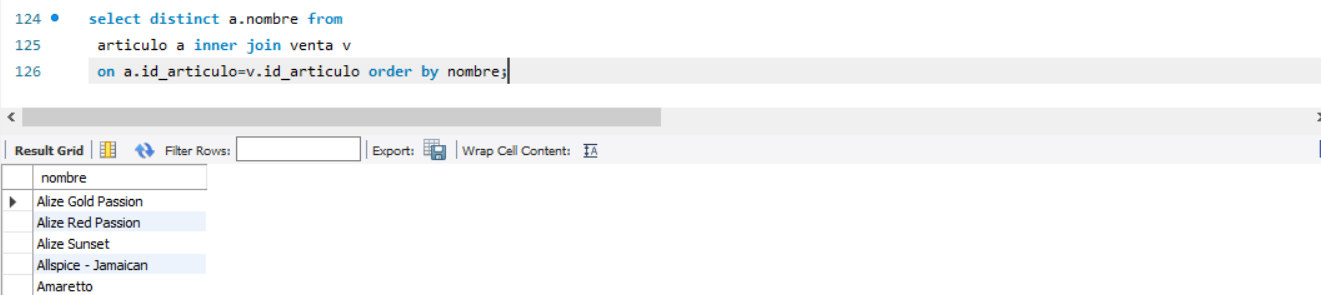 124 select distinct a.nombre from
125 articulo a inner join venta v
126 on a.id_articulo=v.id_articulo order by nombre;
Result Grid Filter Rows: Export: Wrap Cell Content: IA
nombre
Alize Gold Passion
Alize Red Passion
Alize Sunset
Allspice - Jamaican
Amaretto